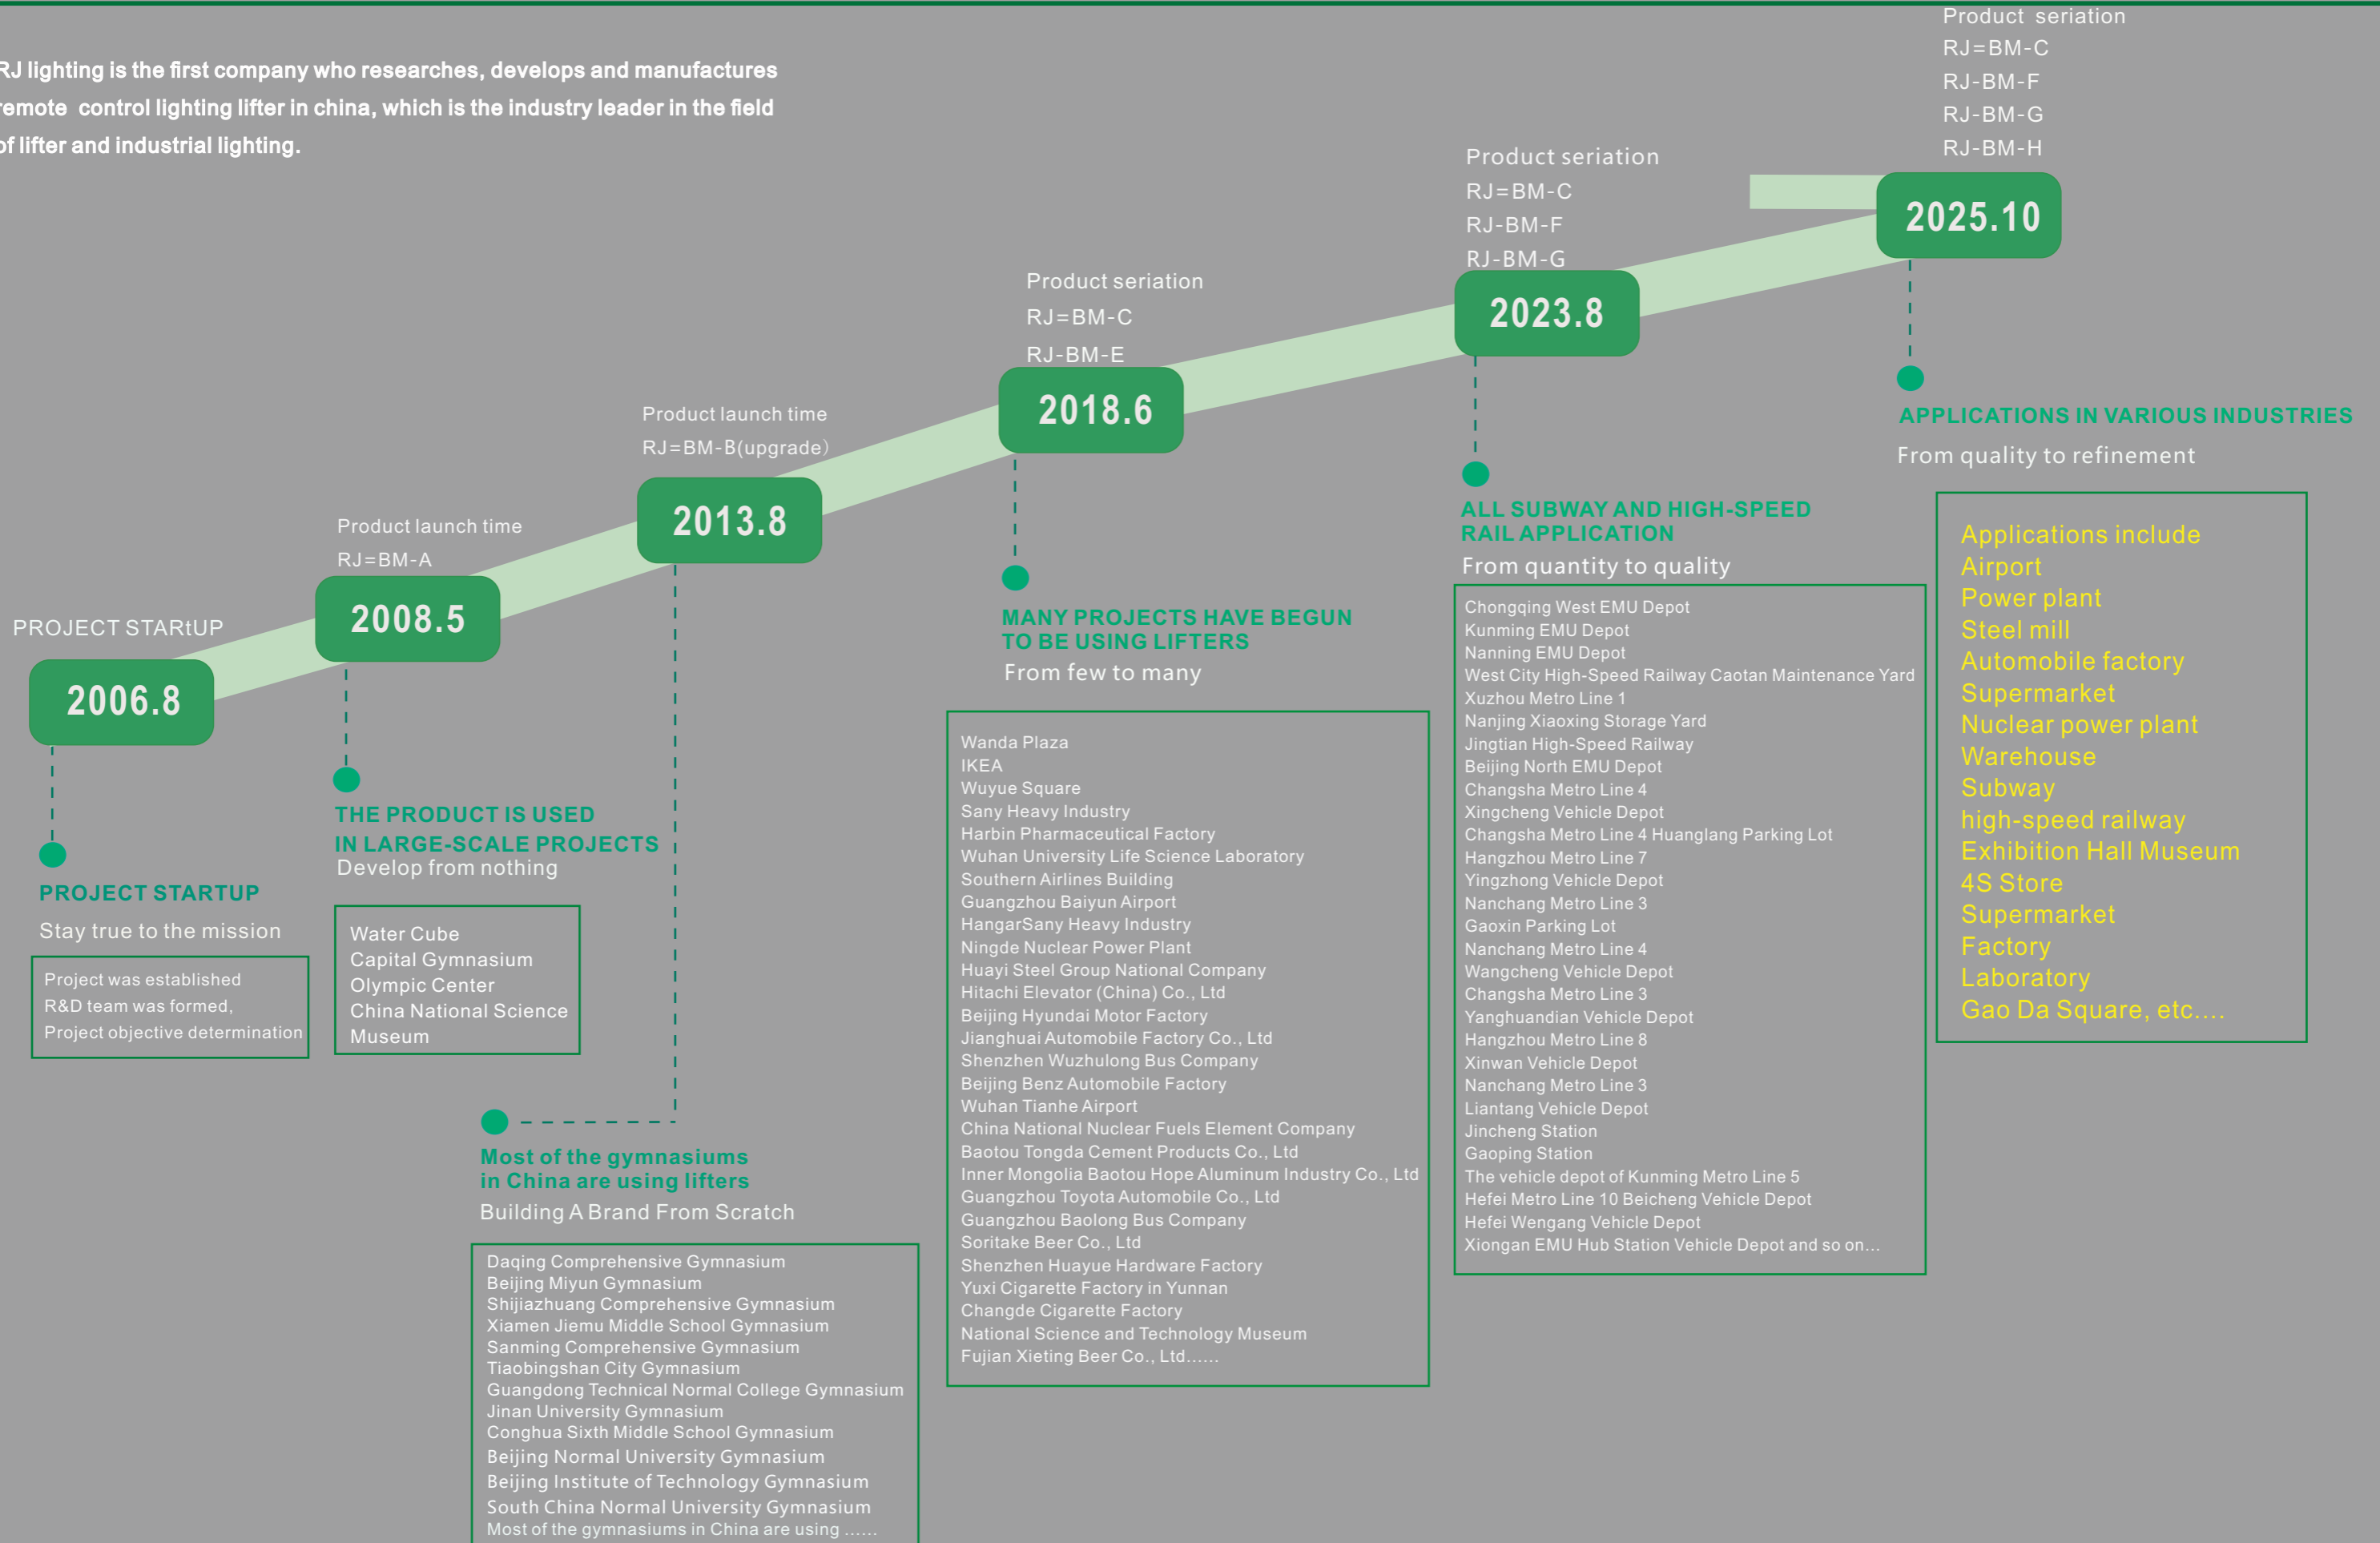 RJ lighting is the first company who researches, develops and manufactures
remote control lighting lifter in china, which is the industry leader in the field
of lifter and industrial lighting.
PROJECT STARtUP
2006.8
PROJECT STARTUP
Stay true to the mission
Project was established
R&D team was formed,
Project objective determination
Product launch time
RJ=BM-A
2008.5
THE PRODUCT IS USED
IN LARGE-SCALE PROJECTS
Develop from nothing
Water Cube
Capital Gymnasium
Olympic Center
China National Science
Museum
Product launch time
RJ=BM-B(upgrade)
2013.8
Most of the gymnasiums
in China are using lifters
Building A Brand From Scratch
Daqing Comprehensive Gymnasium
Beijing Miyun Gymnasium
Shijiazhuang Comprehensive Gymnasium
Xiamen Jiemu Middle School Gymnasium
Sanming Comprehensive Gymnasium
Tiaobingshan City Gymnasium
Guangdong Technical Normal College Gymnasium
Jinan University Gymnasium
Conghua Sixth Middle School Gymnasium
Beijing Normal University Gymnasium
Beijing Institute of Technology Gymnasium
South China Normal University Gymnasium
Most of the gymnasiums in China are using ......
Product seriation
RJ=BM-C
RJ-BM-E
2018.6
MANY PROJECTS HAVE BEGUN
TO BE USING LIFTERS
From few to many
Wanda Plaza
IKEA
Wuyue Square
Sany Heavy Industry
Harbin Pharmaceutical Factory
Wuhan University Life Science Laboratory
Southern Airlines Building
Guangzhou Baiyun Airport
HangarSany Heavy Industry
Ningde Nuclear Power Plant
Huayi Steel Group National Company
Hitachi Elevator (China) Co., Ltd
Beijing Hyundai Motor Factory
Jianghuai Automobile Factory Co., Ltd
Shenzhen Wuzhulong Bus Company
Beijing Benz Automobile Factory
Wuhan Tianhe Airport
China National Nuclear Fuels Element Company
Baotou Tongda Cement Products Co., Ltd
Inner Mongolia Baotou Hope Aluminum Industry Co., Ltd
Guangzhou Toyota Automobile Co., Ltd
Guangzhou Baolong Bus Company
Soritake Beer Co., Ltd
Shenzhen Huayue Hardware Factory
Yuxi Cigarette Factory in Yunnan
Changde Cigarette Factory
National Science and Technology Museum
Fujian Xieting Beer Co., Ltd......
Product seriation
RJ=BM-C
RJ-BM-F
RJ-BM-G
2023.8
ALL SUBWAY AND HIGH-SPEED
RAIL APPLICATION
From quantity to quality
Chongqing West EMU Depot
Kunming EMU Depot
Nanning EMU Depot
West City High-Speed Railway Caotan Maintenance Yard
Xuzhou Metro Line 1
Nanjing Xiaoxing Storage Yard
Jingtian High-Speed Railway
Beijing North EMU Depot
Changsha Metro Line 4
Xingcheng Vehicle Depot
Changsha Metro Line 4 Huanglang Parking Lot
Hangzhou Metro Line 7
Yingzhong Vehicle Depot
Nanchang Metro Line 3
Gaoxin Parking Lot
Nanchang Metro Line 4
Wangcheng Vehicle Depot
Changsha Metro Line 3
Yanghuandian Vehicle Depot
Hangzhou Metro Line 8
Xinwan Vehicle Depot
Nanchang Metro Line 3
Liantang Vehicle Depot
Jincheng Station
Gaoping Station
The vehicle depot of Kunming Metro Line 5
Hefei Metro Line 10 Beicheng Vehicle Depot
Hefei Wengang Vehicle Depot
Xiongan EMU Hub Station Vehicle Depot and so on...
Product seriation
RJ=BM-C
RJ-BM-F
RJ-BM-G
RJ-BM-H
2025.10
APPLICATIONS IN VARIOUS INDUSTRIES
From quality to refinement
Applications include
Airport
Power plant
Steel mill
Automobile factory
Supermarket
Nuclear power plant
Warehouse
Subway
high-speed railway
Exhibition Hall Museum
4S Store
Supermarket
Factory
Laboratory
Gao Da Square, etc....